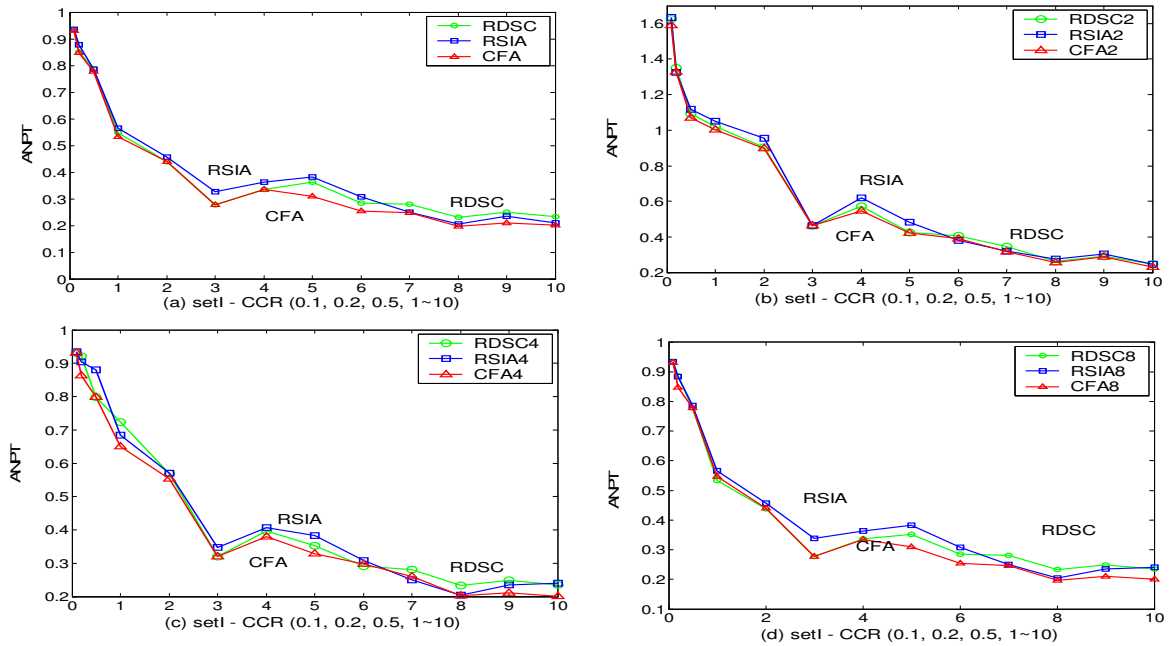 1
0.9
0.8
0.7
0.6
0.5
0.4
0.3
0.2
0.1
0
ANPT
RDSC
RSIA
CFA
RSIA
CFA
RDSC
0 1 2 3 4 5 6 7 8 9 10
(a) setI - CCR (0.1, 0.2, 0.5, 1~10)
1.6
1.4
1.2
1
0.8
0.6
0.4
0.2
ANPT
RDSC2
RSIA2
CFA2
RSIA
CFA
RDSC
0 1 2 3 4 5 6 7 8 9 10
(b) setI - CCR (0.1, 0.2, 0.5, 1~10)
1
0.9
0.8
0.7
0.6
0.5
0.4
0.3
0.2
ANPT
RDSC4
RSIA4
CFA4
RSIA
CFA
RDSC
0 1 2 3 4 5 6 7 8 9 10
(c) setI - CCR (0.1, 0.2, 0.5, 1~10)
1
0.9
0.8
0.7
0.6
0.5
0.4
0.3
0.2
0.1
ANPT
RDSC8
RSIA8
CFA8
RSIA
CFA
RDSC
0 2 4 6 8 10
(d) setI - CCR (0.1, 0.2, 0.5, 1~10)